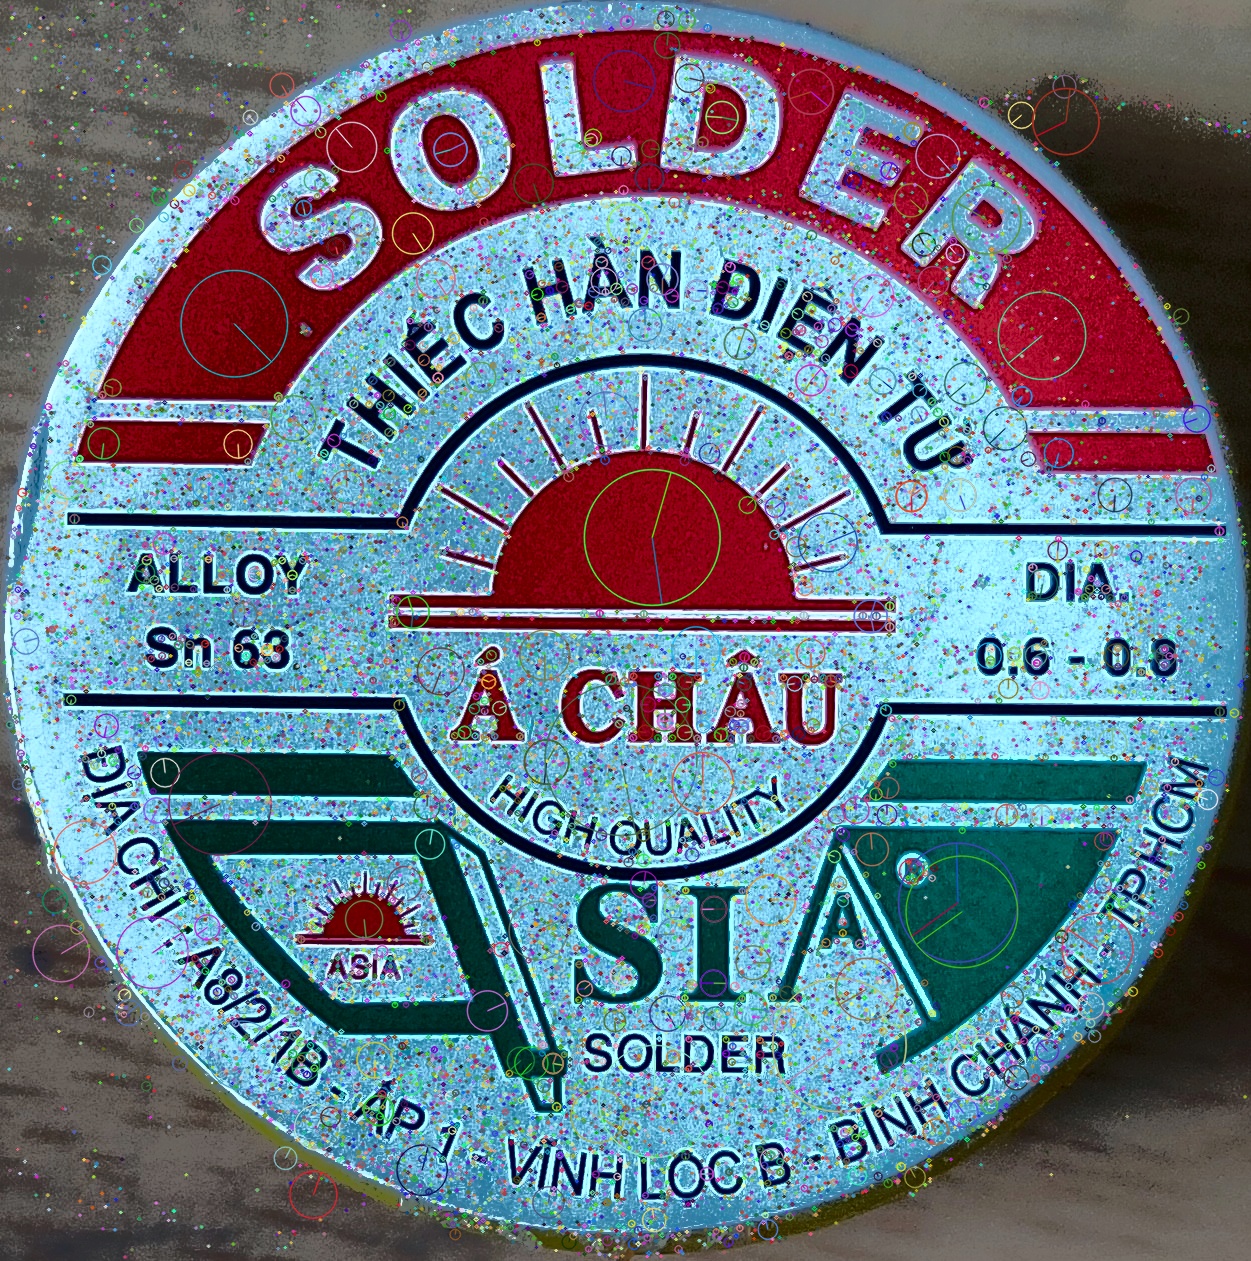 SOLDER
THIẾC HÀN ĐIỆN TỬ
ALLOY
Sn 63
DIA.
0,6 - 0.8
Á CHÂU
HIGH QUALITY
ASIA
ASIA
SOLDER
ĐỊA CHỈ : A8/2/1B - ẤP 1 - VĨNH LỘC B - BÌNH CHÁNH - TPHCM